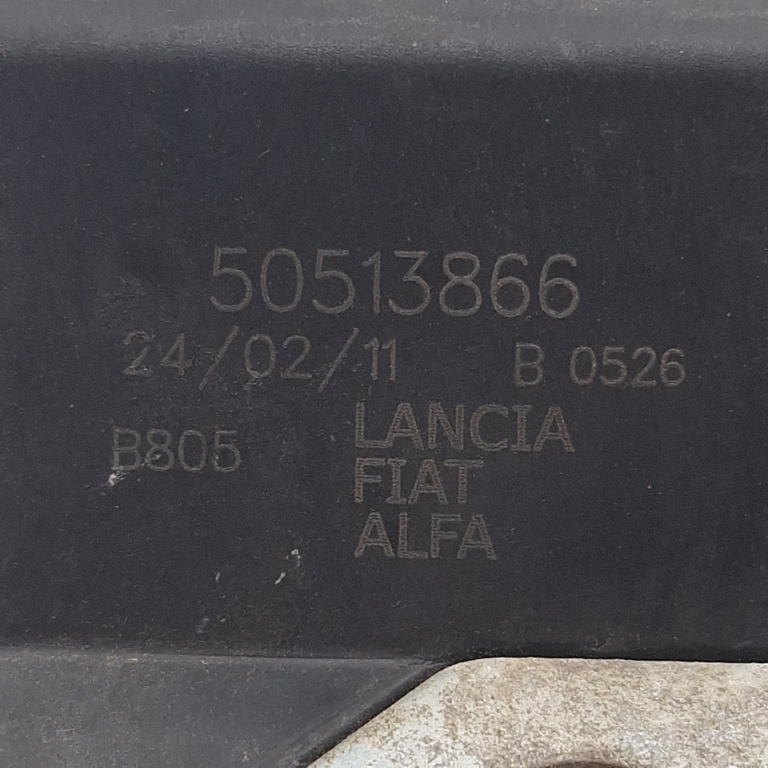 50513866
24/02/11 B 0526
B805
LANCIA
FIAT
ALFA